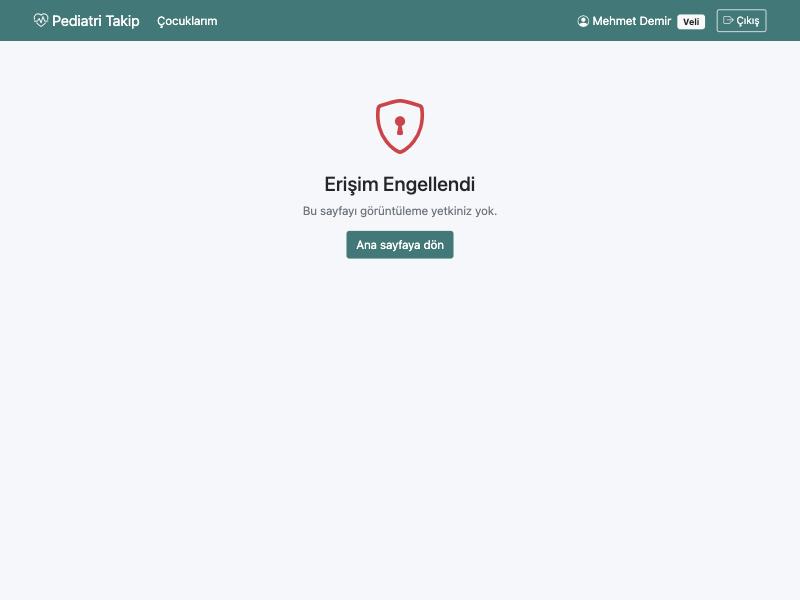 Pediatri Takip Çocuklarım Mehmet Demir Veli Çıkış
Erişim Engellendi
Bu sayfayı görüntüleme yetkiniz yok.
Ana sayfaya dön